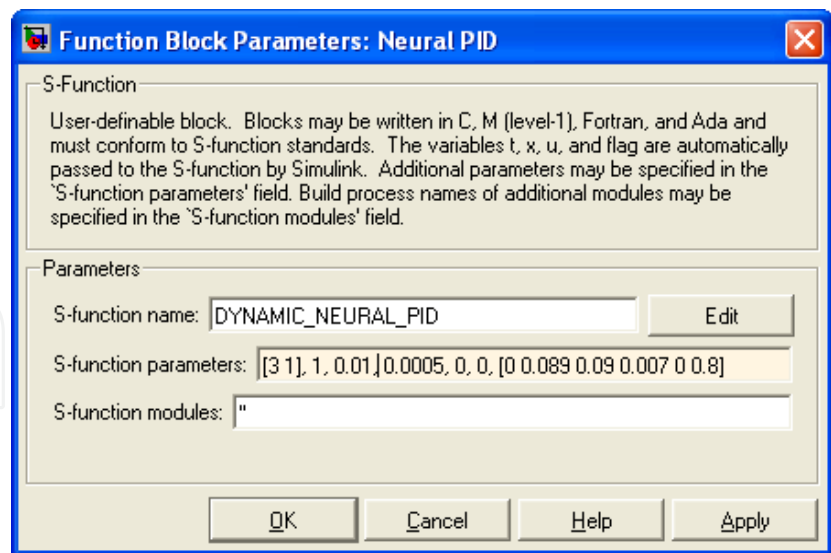 Function Block Parameters: Neural PID
S-Function
User-definable block. Blocks may be written in C, M (level-1), Fortran, and Ada and
must conform to S-function standards. The variables t, x, u, and flag are automatically
passed to the S-function by Simulink. Additional parameters may be specified in the
`S-function parameters' field. Build process names of additional modules may be
specified in the `S-function modules' field.
Parameters
S-function name: DYNAMIC_NEURAL_PID Edit
S-function parameters: [3 1], 1, 0.01, 0.0005, 0, 0, [0 0.089 0.09 0.007 0 0.8]
S-function modules: ''
OK Cancel Help Apply